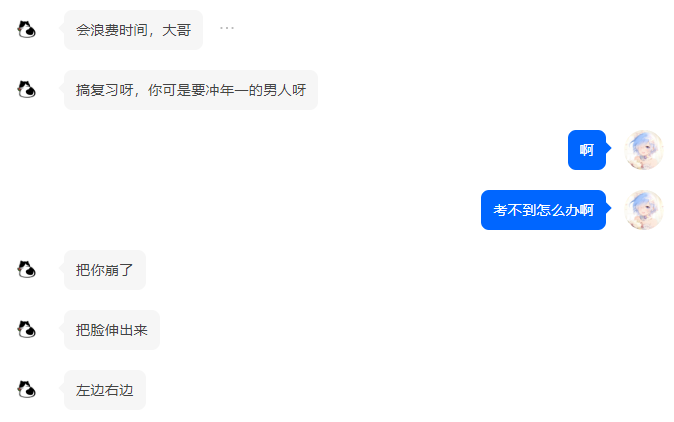 会浪费时间，大哥
搞复习呀，你可是要冲年一的男人呀
啊
考不到怎么办啊
把你崩了
把脸伸出来
左边右边